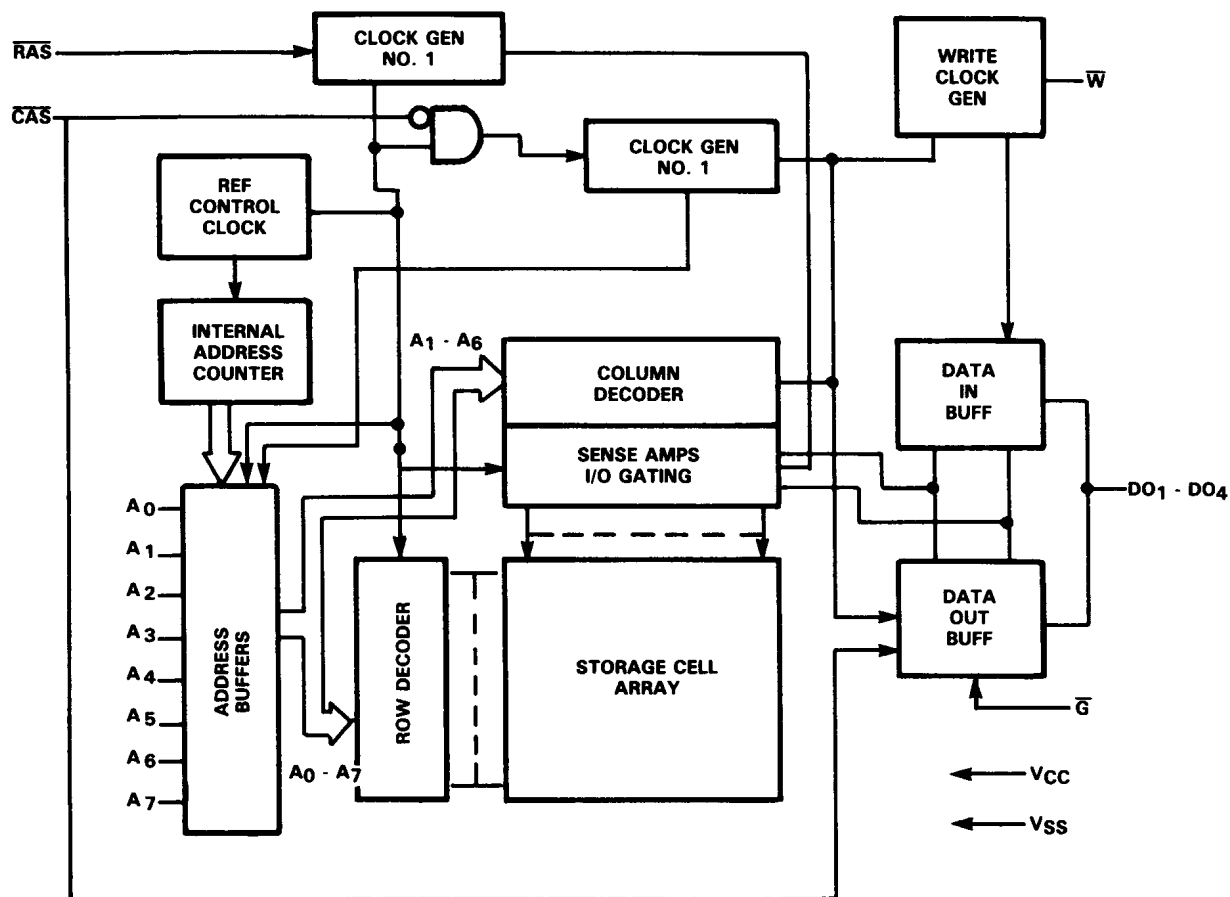 RAS
CLOCK GEN
NO. 1
WRITE
CLOCK
GEN
W
CAS
CLOCK GEN
NO. 1
REF
CONTROL
CLOCK
INTERNAL
ADDRESS
COUNTER
A1 - A6
COLUMN
DECODER
DATA
IN
BUFF
SENSE AMPS
I/O GATING
DO1 - DO4
A0
A1
A2
A3
A4
A5
A6
A7
ADDRESS
BUFFERS
A0 - A7
ROW DECODER
STORAGE CELL
ARRAY
DATA
OUT
BUFF
G
VCC
VSS